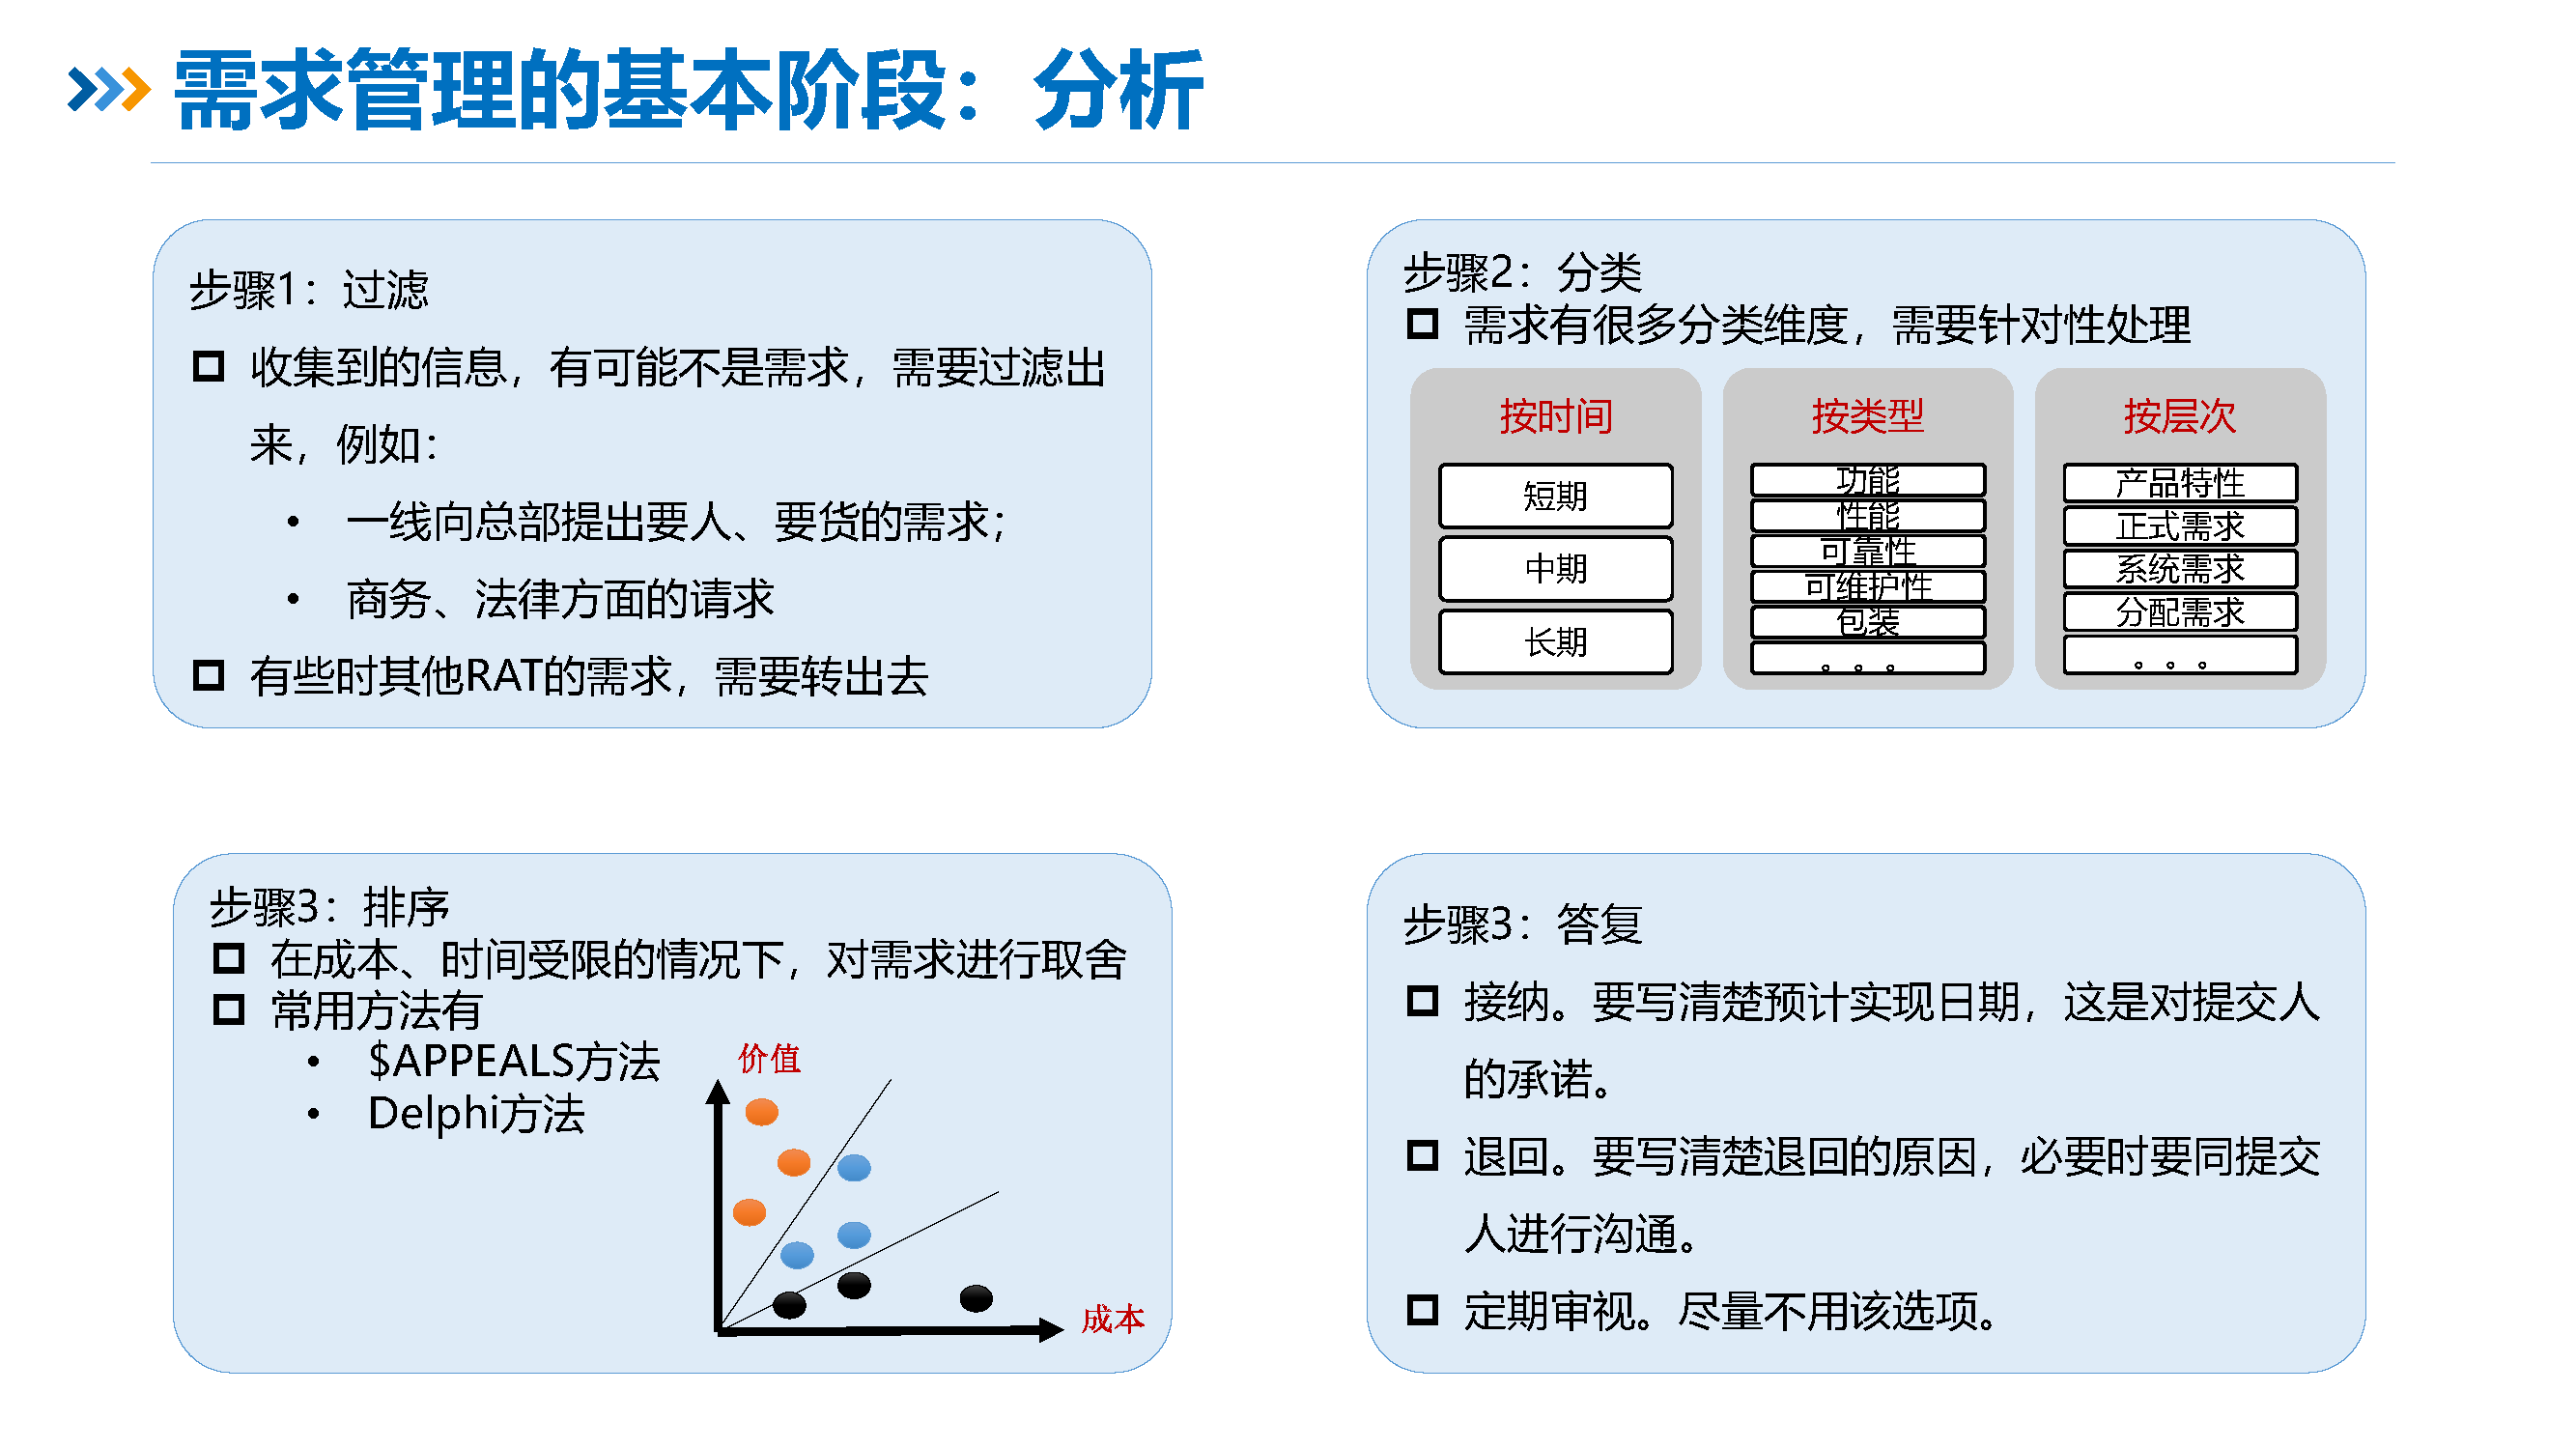 需求管理的基本阶段：分析
步骤1：过滤
收集到的信息，有可能不是需求，需要过滤出
来，例如：
• 一线向总部提出要人、要货的需求；
• 商务、法律方面的请求
有些时其他RAT的需求，需要转出去
步骤2：分类
需求有很多分类维度，需要针对性处理
按时间
短期
中期
长期
按类型
功能
性能
可靠性
可维护性
包装
。。。
按层次
产品特性
正式需求
系统需求
分配需求
。。。
步骤3：排序
在成本、时间受限的情况下，对需求进行取舍
常用方法有
• $APPEALS方法
• Delphi方法
价值
成本
步骤3：答复
接纳。要写清楚预计实现日期，这是对提交人
的承诺。
退回。要写清楚退回的原因，必要时要同提交
人进行沟通。
定期审视。尽量不用该选项。